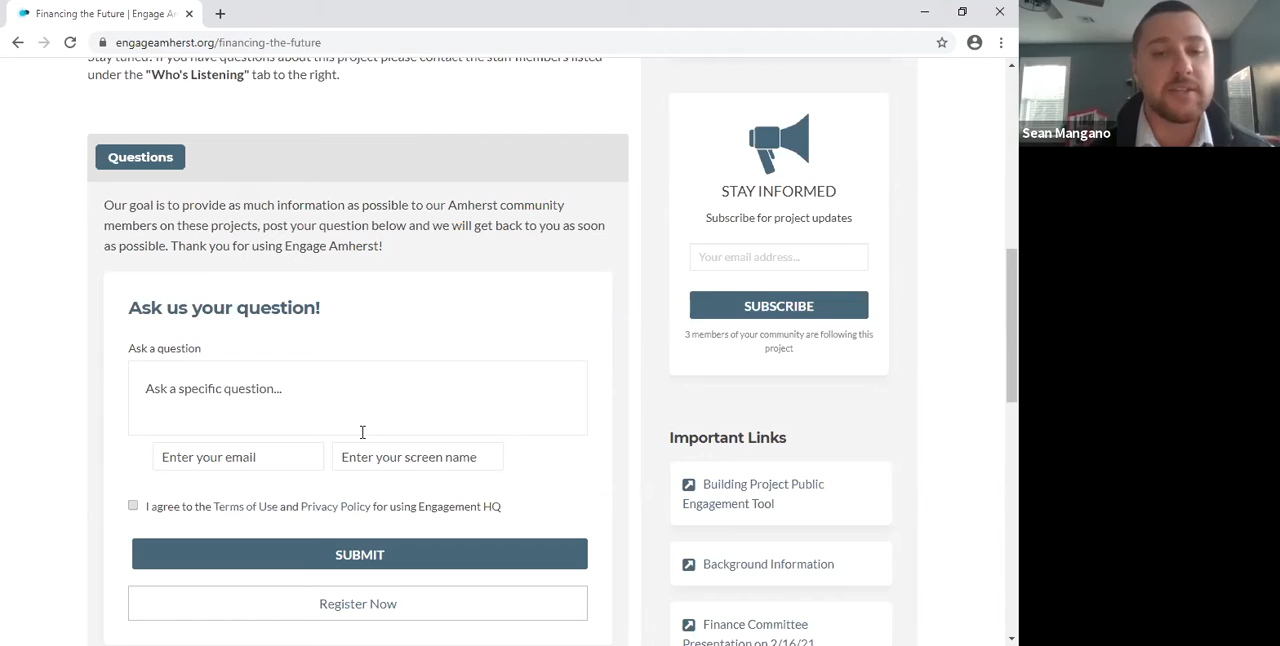 Financing the Future | Engage Am
engageamherst.org/financing-the-future
Stay tuned! If you have questions about this project please contact the staff members listed
under the "Who's Listening" tab to the right.
Questions
Our goal is to provide as much information as possible to our Amherst community
members on these projects, post your question below and we will get back to you as soon
as possible. Thank you for using Engage Amherst!
Ask us your question!
Ask a question
Ask a specific question...
Enter your email
Enter your screen name
I agree to the Terms of Use and Privacy Policy for using Engagement HQ
SUBMIT
Register Now
STAY INFORMED
Subscribe for project updates
Your email address...
SUBSCRIBE
3 members of your community are following this
project
Important Links
Building Project Public
Engagement Tool
Background Information
Finance Committee
Presentation on 2/16/21
Sean Mangano